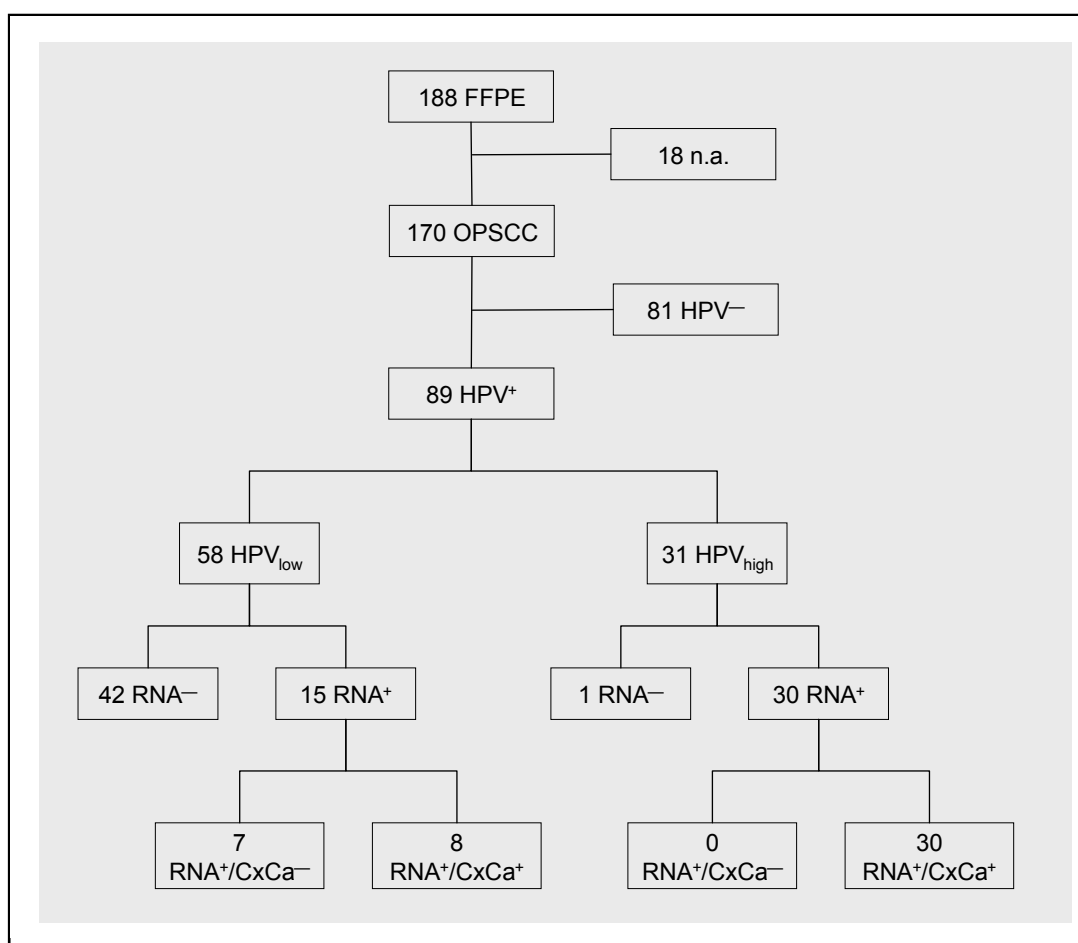 188 FFPE
18 n.a.
170 OPSCC
81 HPV—
89 HPV+
58 HPVlow
31 HPVhigh
42 RNA—
15 RNA+
1 RNA—
30 RNA+
7
RNA+/CxCa—
8
RNA+/CxCa+
0
RNA+/CxCa—
30
RNA+/CxCa+